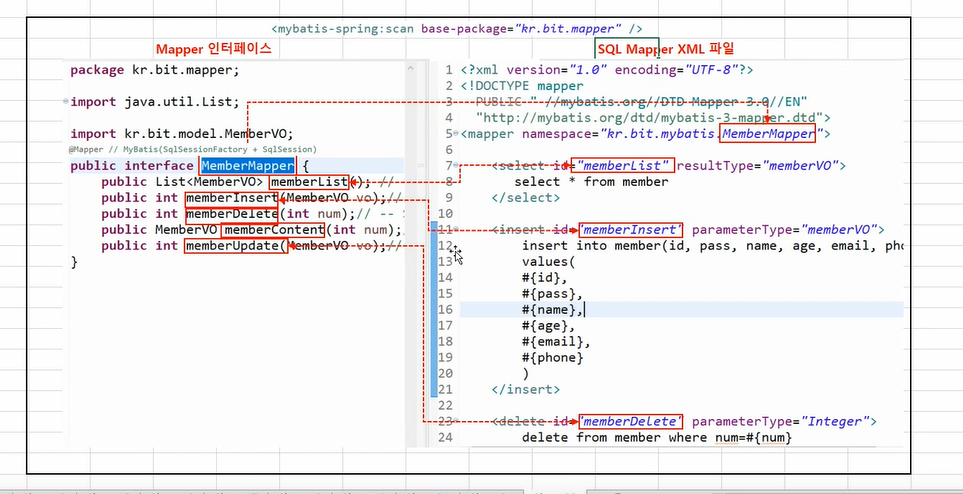 <mybatis-spring:scan base-package="kr.bit.mapper" />
Mapper 인터페이스
package kr.bit.mapper;
import java.util.List;
import kr.bit.model.MemberVO;
@Mapper // MyBatis(SqlSessionFactory + SqlSession)
public interface MemberMapper {
public List<MemberVO> memberList(); //
public int memberInsert(MemberVO vo);//
public int memberDelete(int num);// --
public MemberVO memberContent(int num);
public int memberUpdate(MemberVO vo);//
}
SQL Mapper XML 파일
1 <?xml version="1.0" encoding="UTF-8"?>
2 <!DOCTYPE mapper
3 PUBLIC "-//mybatis.org//DTD Mapper 3.0//EN"
4 "http://mybatis.org/dtd/mybatis-3-mapper.dtd">
5 <mapper namespace="kr.bit.mybatis.MemberMapper">
6
7 <select id="memberList" resultType="memberVO">
8 select * from member
9 </select>
10
11 <insert id="memberInsert" parameterType="memberVO">
12 insert into member(id, pass, name, age, email, pho
13 values(
14 #{id},
15 #{pass},
16 #{name},
17 #{age},
18 #{email},
19 #{phone}
20 )
21 </insert>
22
23 <delete id="memberDelete" parameterType="Integer">
24 delete from member where num=#{num}